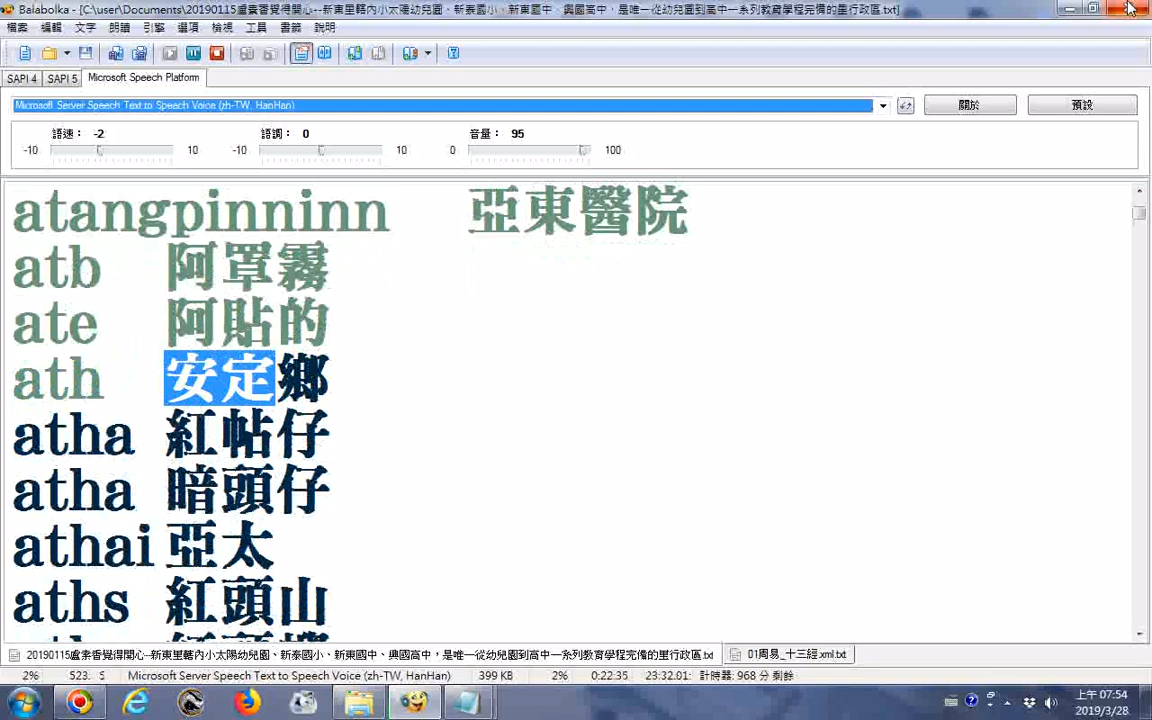 Balabolka - [C:\user\Documents\20190115盧素香覺得開心--新東里轄內小太陽幼兒園、新泰國小、新東國中、興國高中，是唯一從幼兒園到高中一系列教育學程完備的里行政區.txt]
檔案 編輯 文字 朗讀 引擎 選項 檢視 工具 書籤 說明
SAPI 4 SAPI 5 Microsoft Speech Platform
Microsoft Server Speech Text to Speech Voice (zh-TW, HanHan) 關於 預設
語速： -2 語調： 0 音量： 95
-10 10 -10 10 0 100
atangpinninn 亞東醫院
atb 阿罩霧
ate 阿貼的
ath 安定鄉
atha 紅帖仔
atha 暗頭仔
athai 亞太
aths 紅頭山
20190115盧素香覺得開心--新東里轄內小太陽幼兒園、新泰國小、新東國中、興國高中，是唯一從幼兒園到高中一系列教育學程完備的里行政區.txt 01周易_十三經.xml.txt
2% 523. S Microsoft Server Speech Text to Speech Voice (zh-TW, HanHan) 399 KB 2% 0:22:35 23:32.01: 計時器: 968 分 剩餘
上午 07:54
2019/3/28